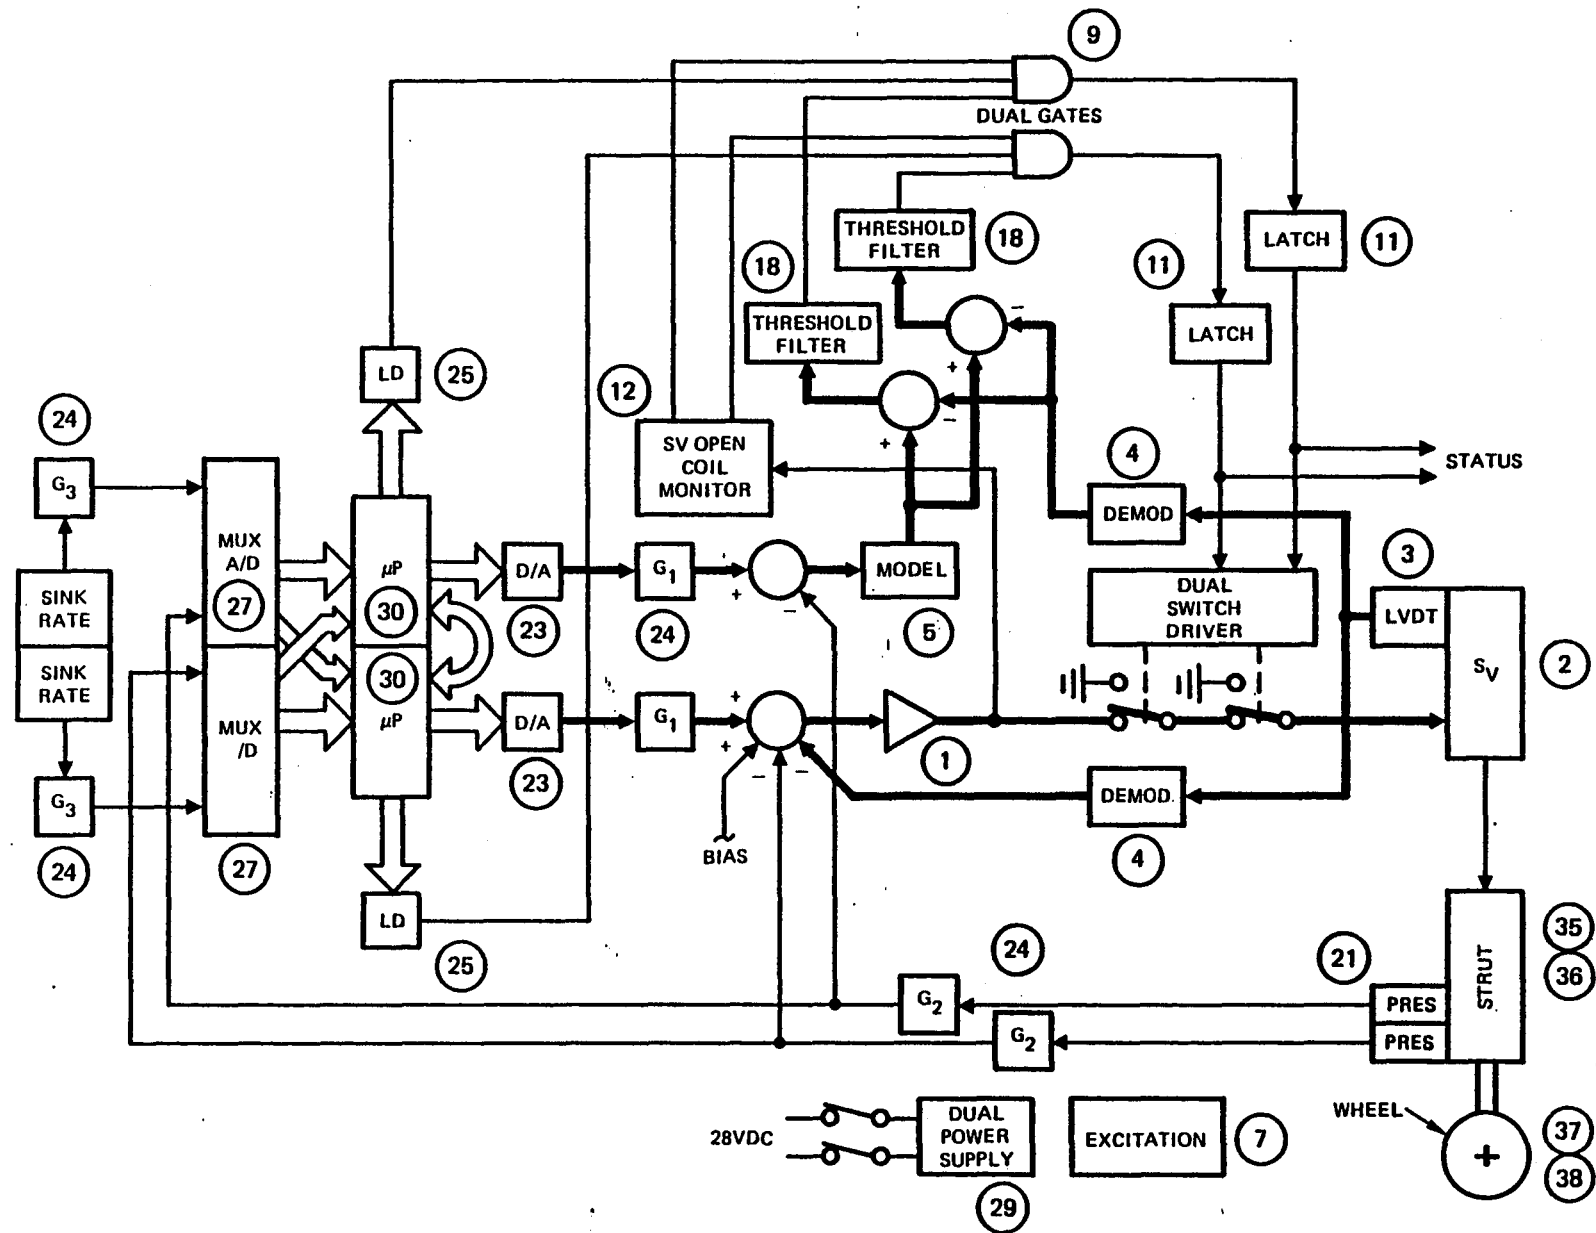 9
DUAL GATES
THRESHOLD
FILTER
18
LATCH
11
11
18
THRESHOLD
FILTER
−
LATCH
LD
25
12
+
−
+
24
SV OPEN
COIL
MONITOR
4
STATUS
G3
MUX
A/D
27
μP
30
D/A
23
G1
24
+
+
−
MODEL
5
DEMOD
DUAL
SWITCH
DRIVER
3
LVDT
SV
2
SINK
RATE
SINK
RATE
MUX
/D
30
μP
D/A
23
G1
+
+
−
−
1
BIAS
DEMOD.
4
G3
24
27
LD
25
24
21
35
36
STRUT
G2
PRES
G2
PRES
28VDC
DUAL
POWER
SUPPLY
29
EXCITATION
7
WHEEL
+
37
38